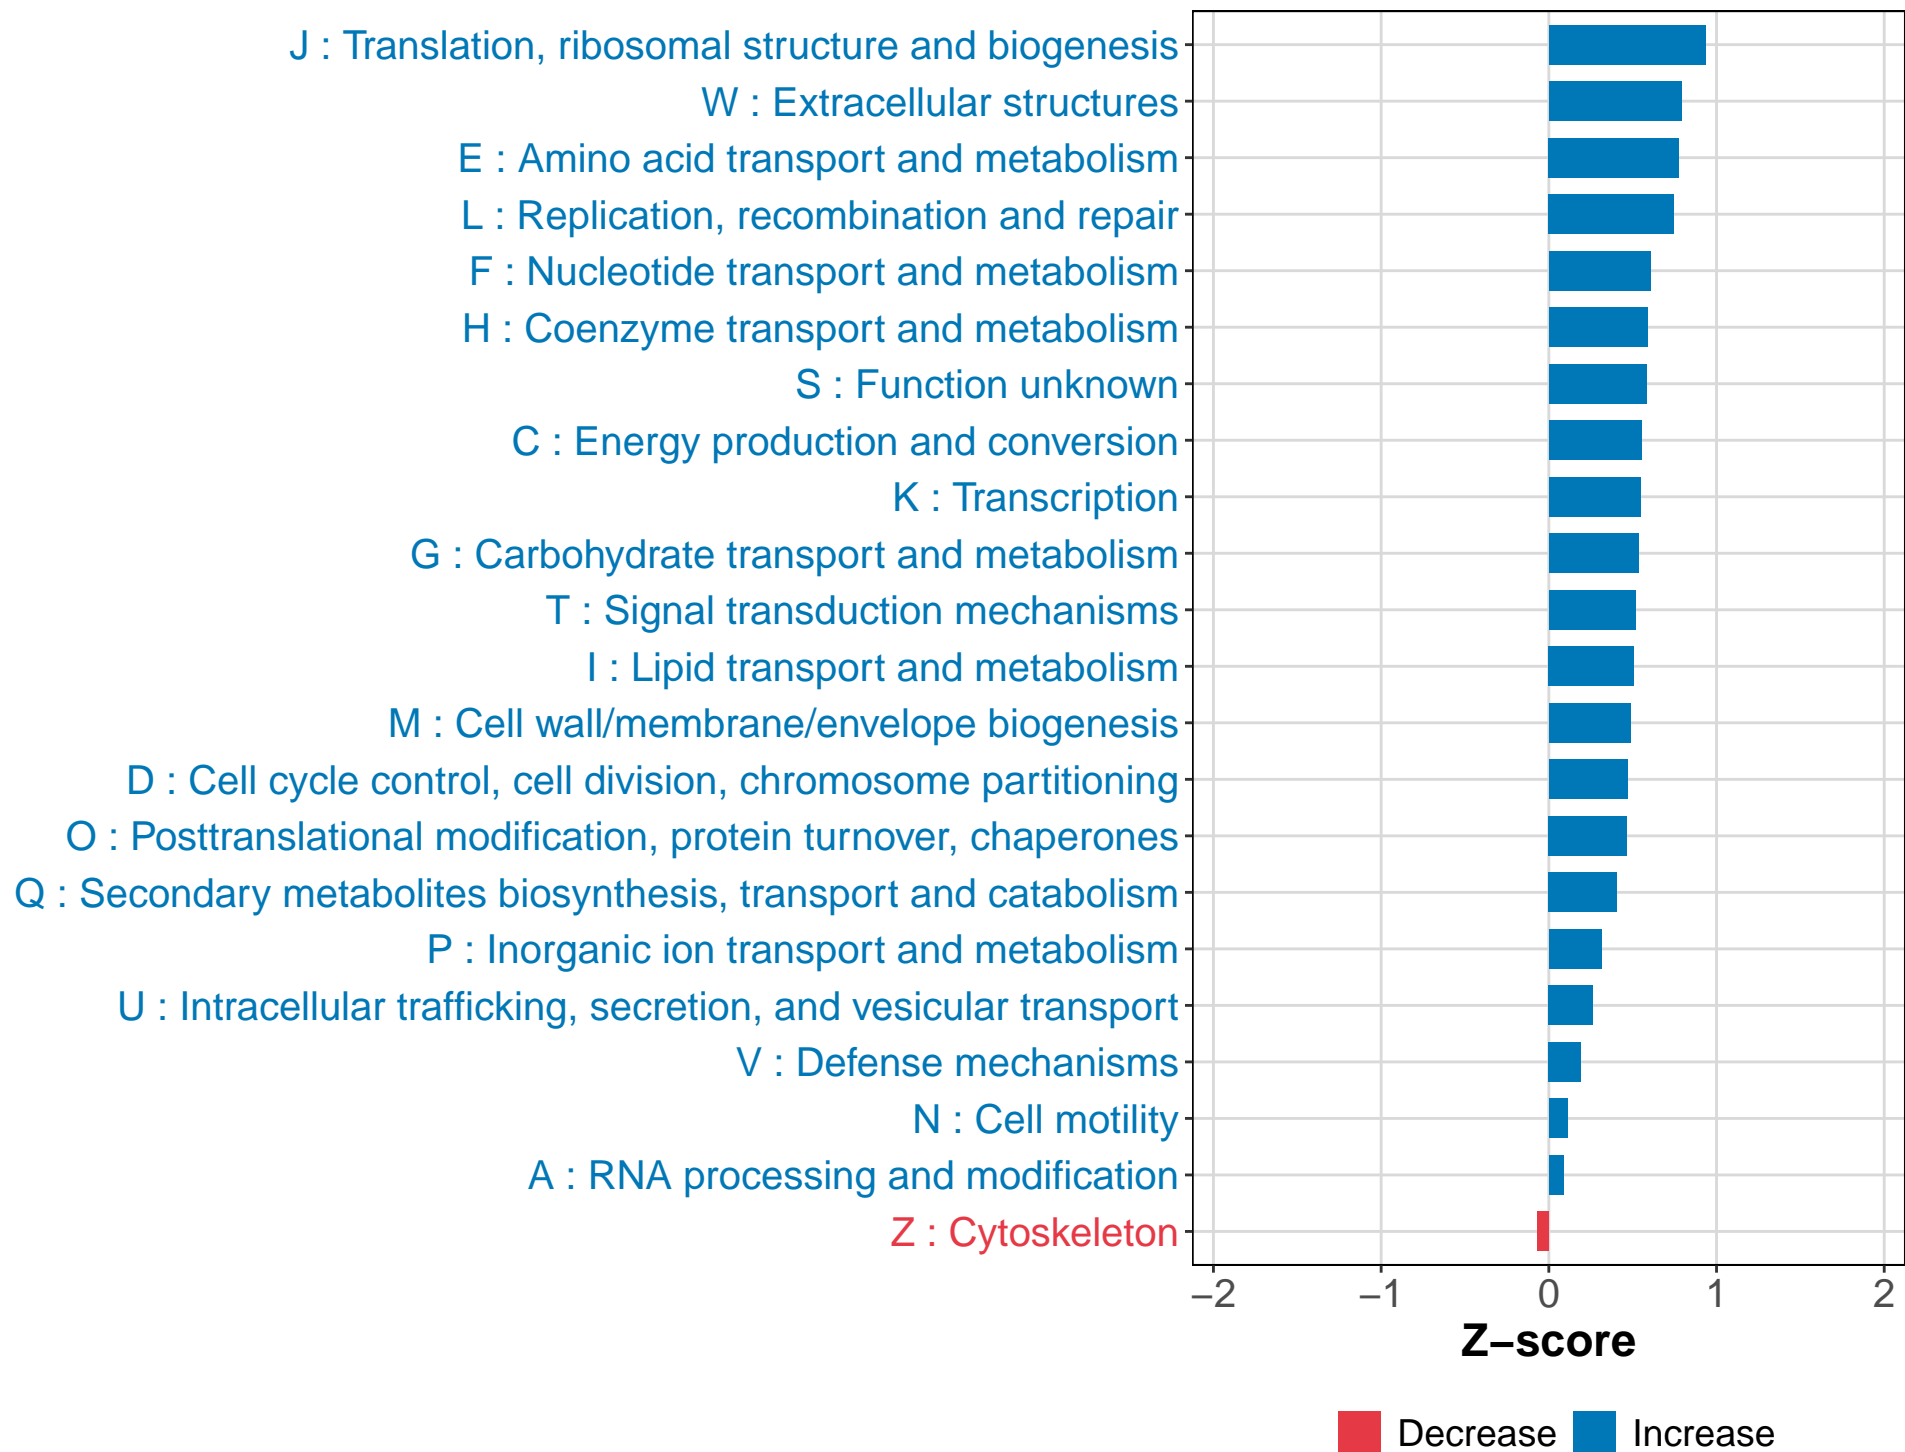 J : Translation, ribosomal structure and biogenesis
W : Extracellular structures
E : Amino acid transport and metabolism
L : Replication, recombination and repair
F : Nucleotide transport and metabolism
H : Coenzyme transport and metabolism
S : Function unknown
C : Energy production and conversion
K : Transcription
G : Carbohydrate transport and metabolism
T : Signal transduction mechanisms
I : Lipid transport and metabolism
M : Cell wall/membrane/envelope biogenesis
D : Cell cycle control, cell division, chromosome partitioning
O : Posttranslational modification, protein turnover, chaperones
Q : Secondary metabolites biosynthesis, transport and catabolism
P : Inorganic ion transport and metabolism
U : Intracellular trafficking, secretion, and vesicular transport
V : Defense mechanisms
N : Cell motility
A : RNA processing and modification
Z : Cytoskeleton
−2 −1 0 1 2
Z−score
Decrease Increase